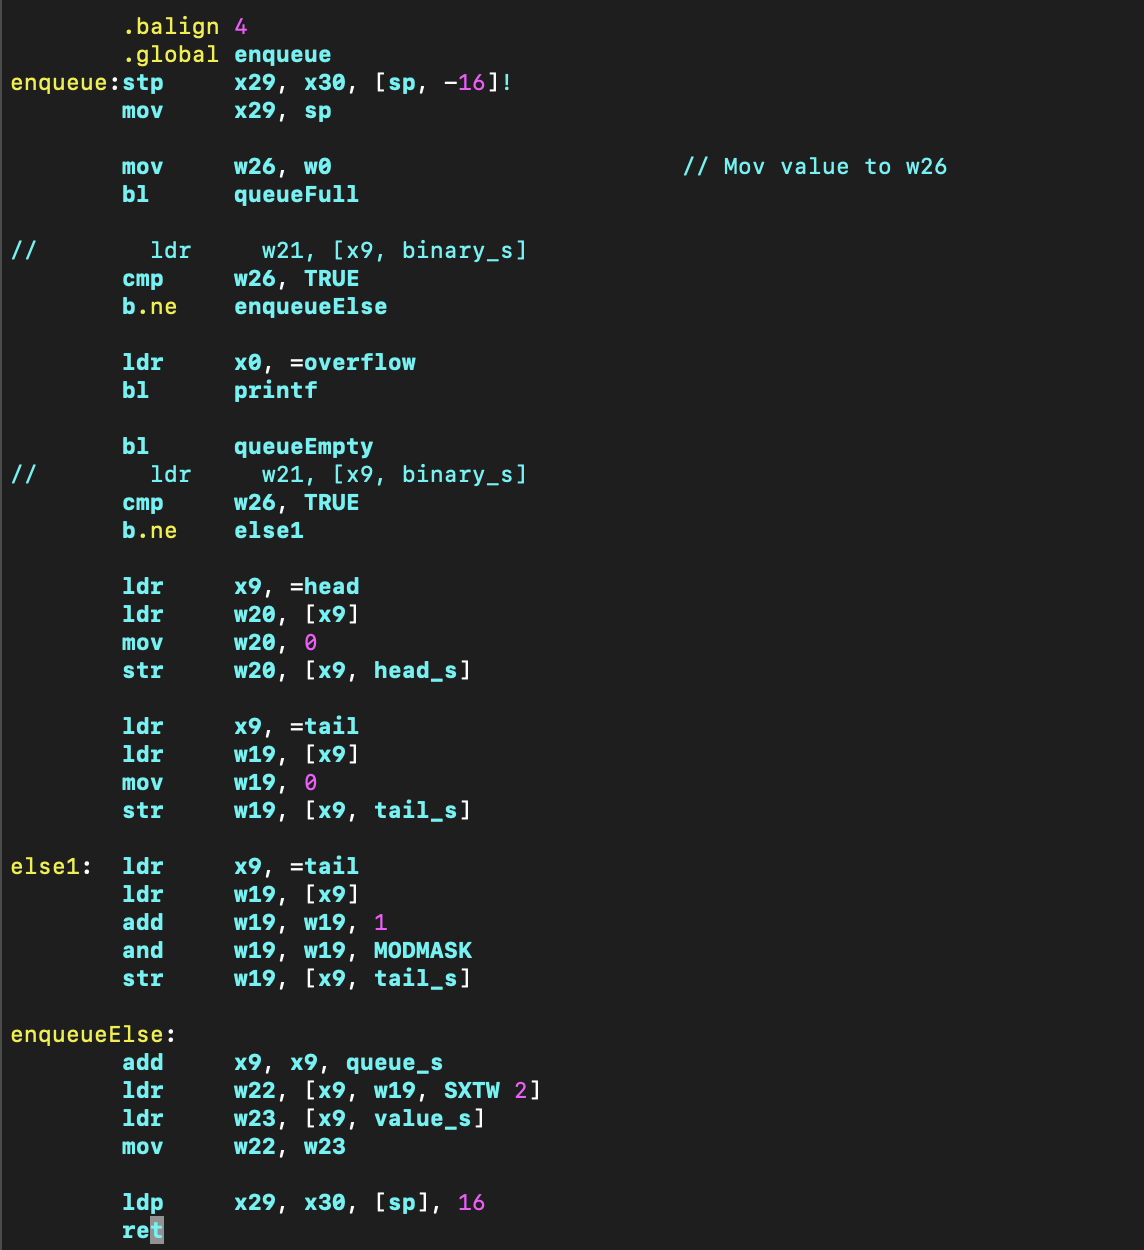 .balign 4
.global enqueue
enqueue:stp x29, x30, [sp, -16]!
mov x29, sp
mov w26, w0 // Mov value to w26
bl queueFull
// ldr w21, [x9, binary_s]
cmp w26, TRUE
b.ne enqueueElse
ldr x0, =overflow
bl printf
bl queueEmpty
// ldr w21, [x9, binary_s]
cmp w26, TRUE
b.ne else1
ldr x9, =head
ldr w20, [x9]
mov w20, 0
str w20, [x9, head_s]
ldr x9, =tail
ldr w19, [x9]
mov w19, 0
str w19, [x9, tail_s]
else1: ldr x9, =tail
ldr w19, [x9]
add w19, w19, 1
and w19, w19, MODMASK
str w19, [x9, tail_s]
enqueueElse:
add x9, x9, queue_s
ldr w22, [x9, w19, SXTW 2]
ldr w23, [x9, value_s]
mov w22, w23
ldp x29, x30, [sp], 16
ret